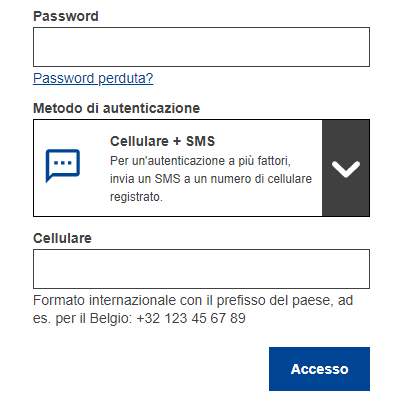 Password
Password perduta?
Metodo di autenticazione
Cellulare + SMS
Per un'autenticazione a più fattori,
invia un SMS a un numero di cellulare
registrato.
Cellulare
Formato internazionale con il prefisso del paese, ad
es. per il Belgio: +32 123 45 67 89
Accesso